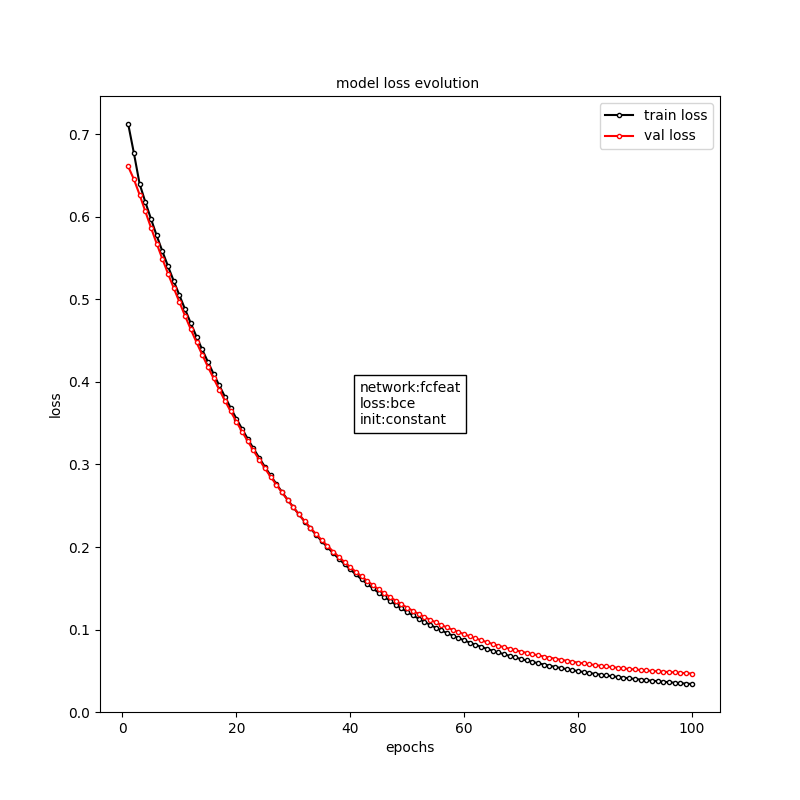 model loss evolution
train loss
val loss
0.7
0.6
0.5
0.4
0.3
0.2
0.1
0.0
loss
network:fcfeat
loss:bce
init:constant
0 20 40 60 80 100
epochs